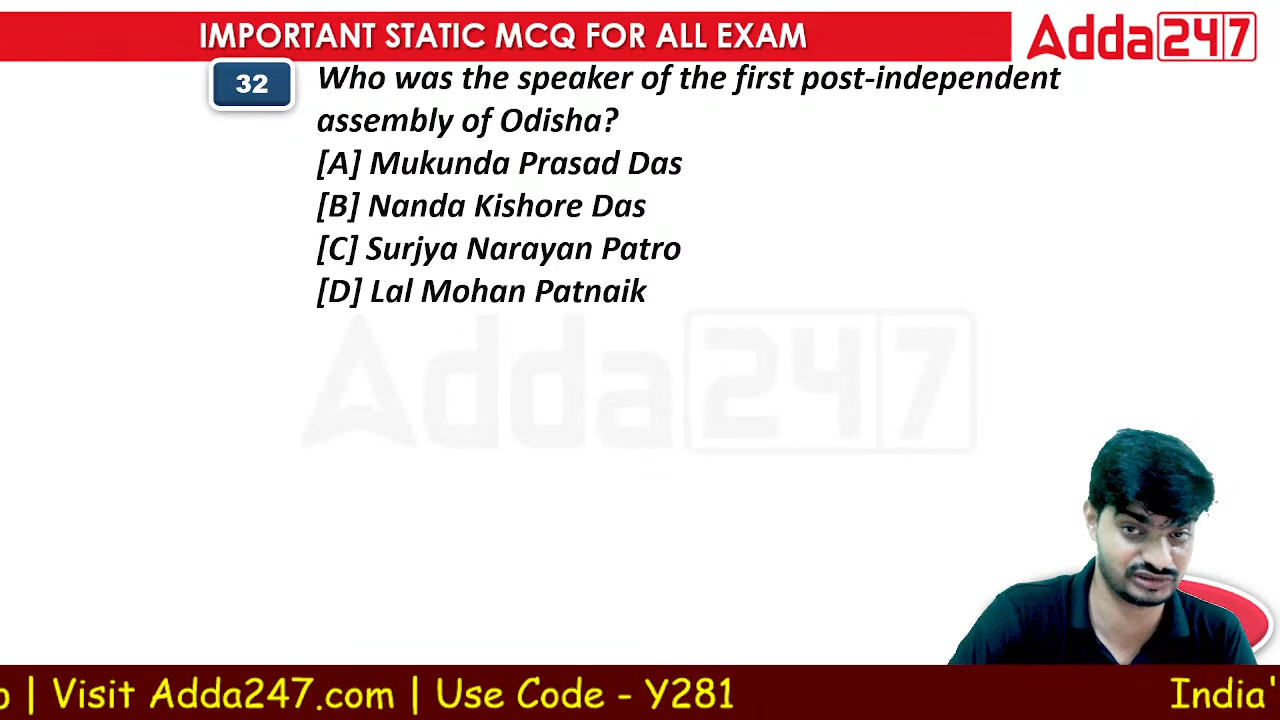 IMPORTANT STATIC MCQ FOR ALL EXAM
Adda247
32
Who was the speaker of the first post-independent
assembly of Odisha?
[A] Mukunda Prasad Das
[B] Nanda Kishore Das
[C] Surjya Narayan Patro
[D] Lal Mohan Patnaik
Adda247
| Visit Adda247.com | Use Code - Y281 India'